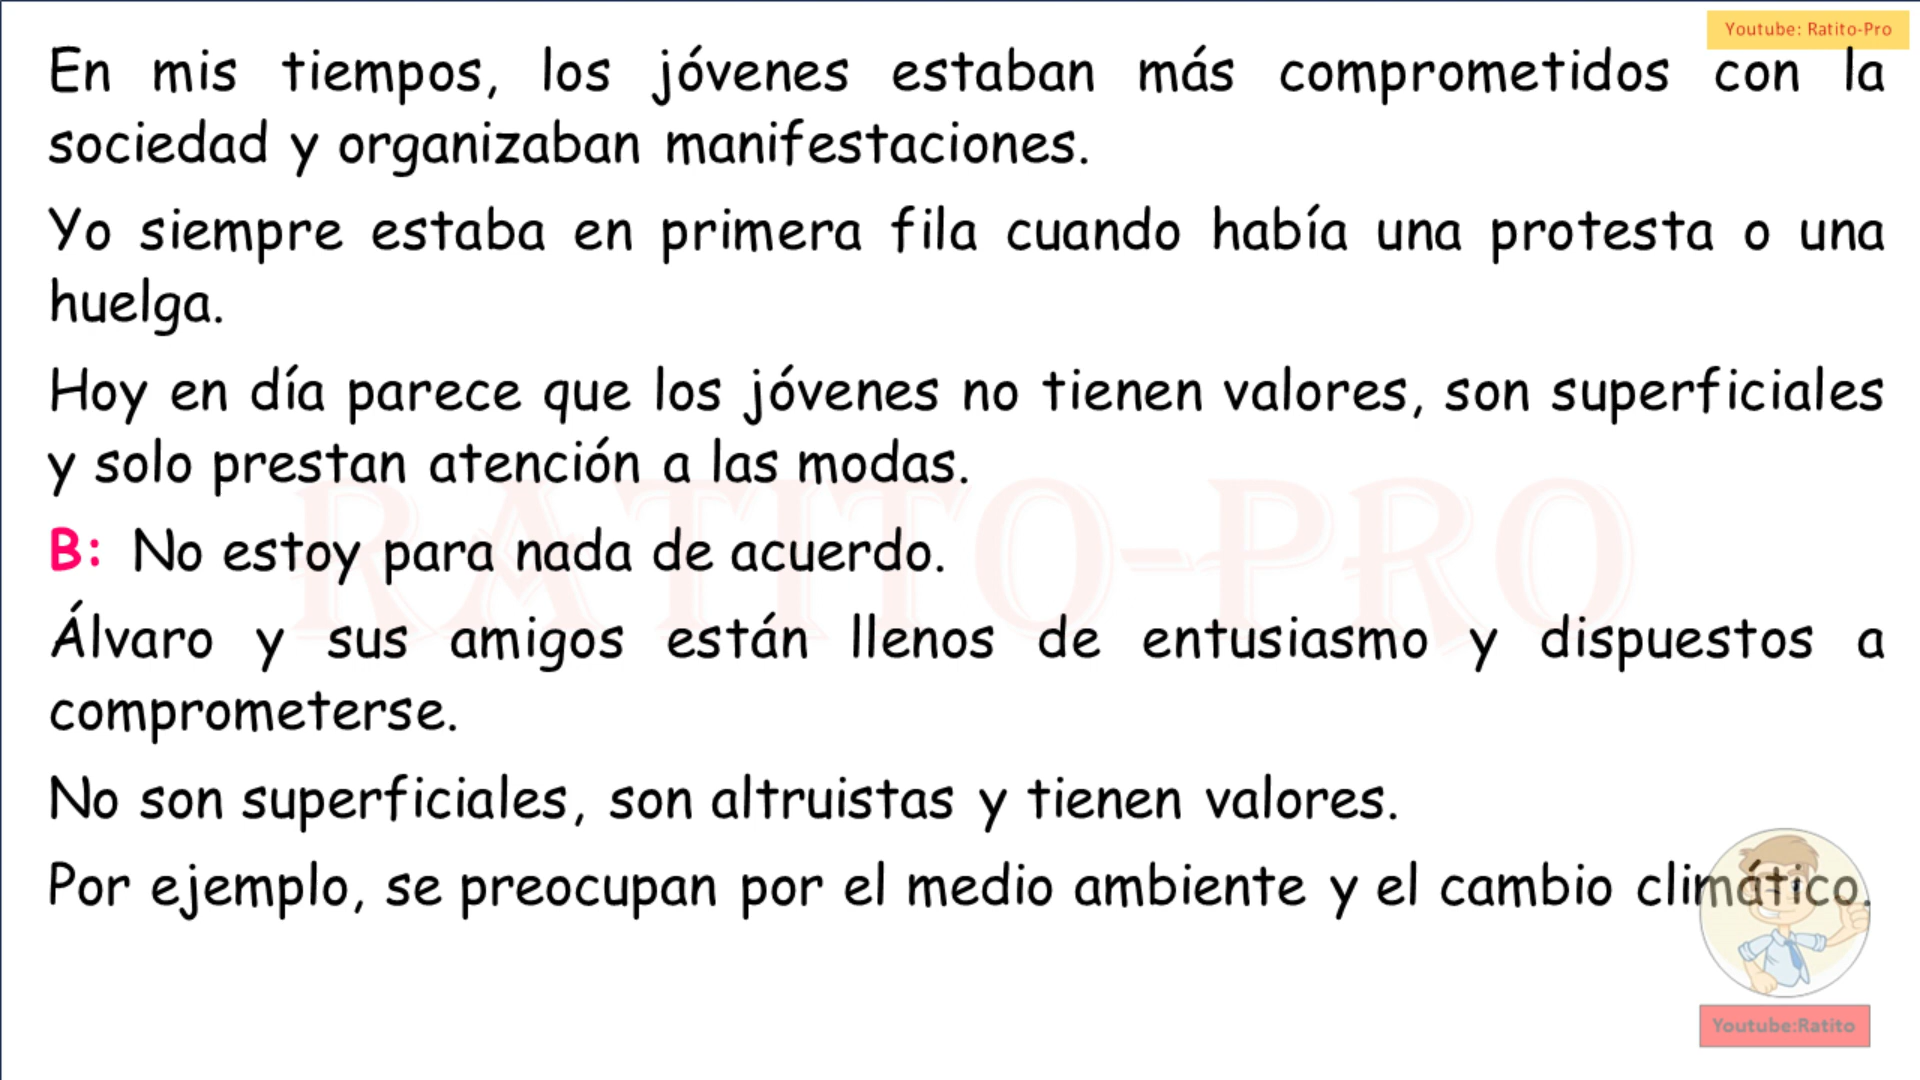 Youtube: Ratito-Pro
En mis tiempos, los jóvenes estaban más comprometidos con la
sociedad y organizaban manifestaciones.
Yo siempre estaba en primera fila cuando había una protesta o una
huelga.
Hoy en día parece que los jóvenes no tienen valores, son superficiales
y solo prestan atención a las modas.
RATITO-PRO
B: No estoy para nada de acuerdo.
Álvaro y sus amigos están llenos de entusiasmo y dispuestos a
comprometerse.
No son superficiales, son altruistas y tienen valores.
Por ejemplo, se preocupan por el medio ambiente y el cambio climático.
Youtube:Ratito